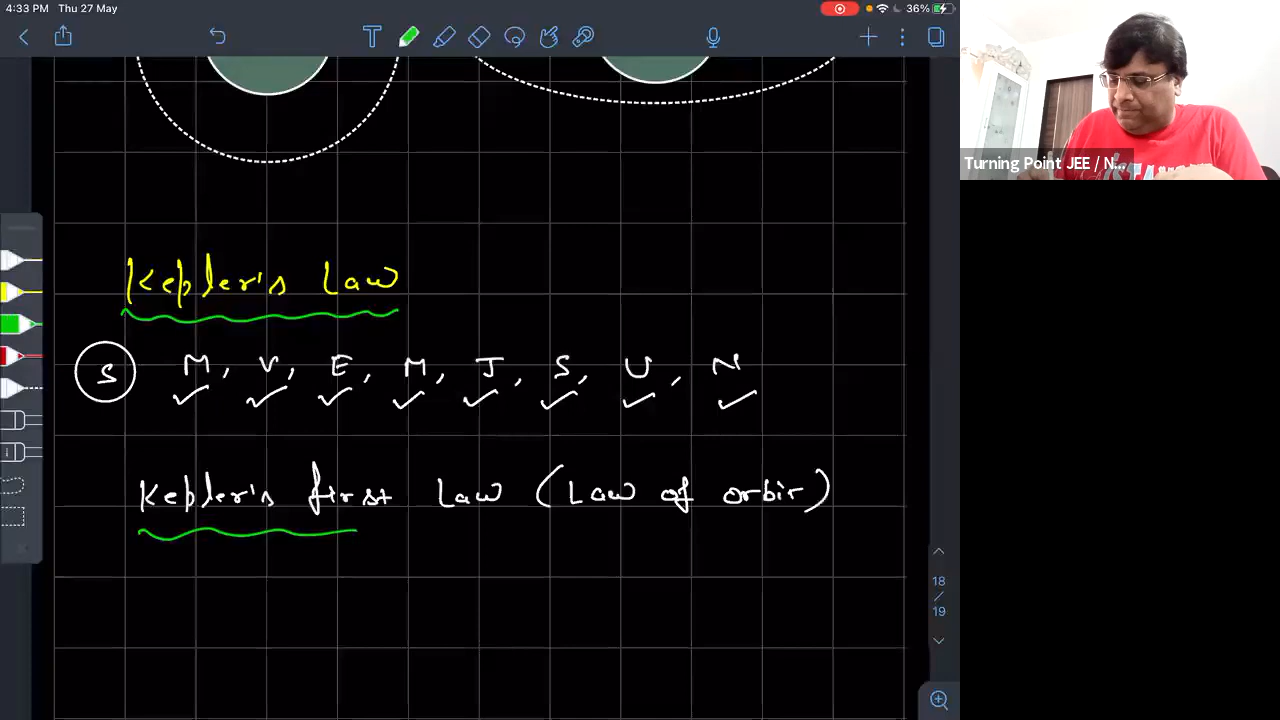 4:33 PM Thu 27 May
36%
T
Turning Point JEE / N...
Kepler's Law
S M, V, E, M, J, S, U, N
Kepler's first Law (Law of orbit)
18
/
19